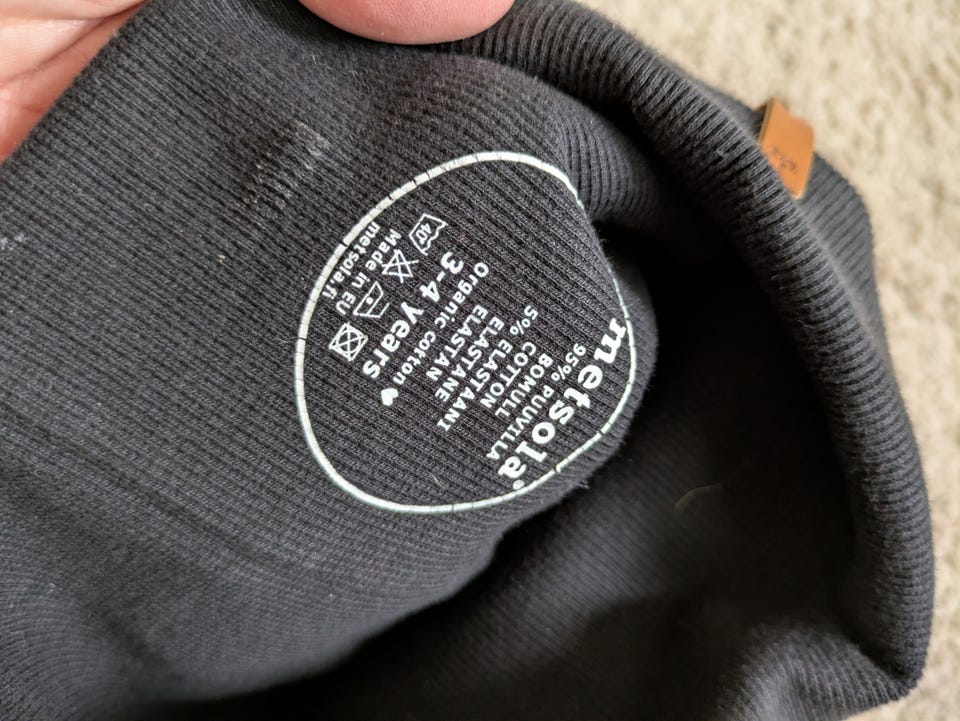 metsola®
95% PUUVILLA
BOMULL
COTTON
5% ELASTAANI
ELASTANE
ELASTAN
Organic cotton ♥
3-4 years
40°
Made in EU
metsola.fi